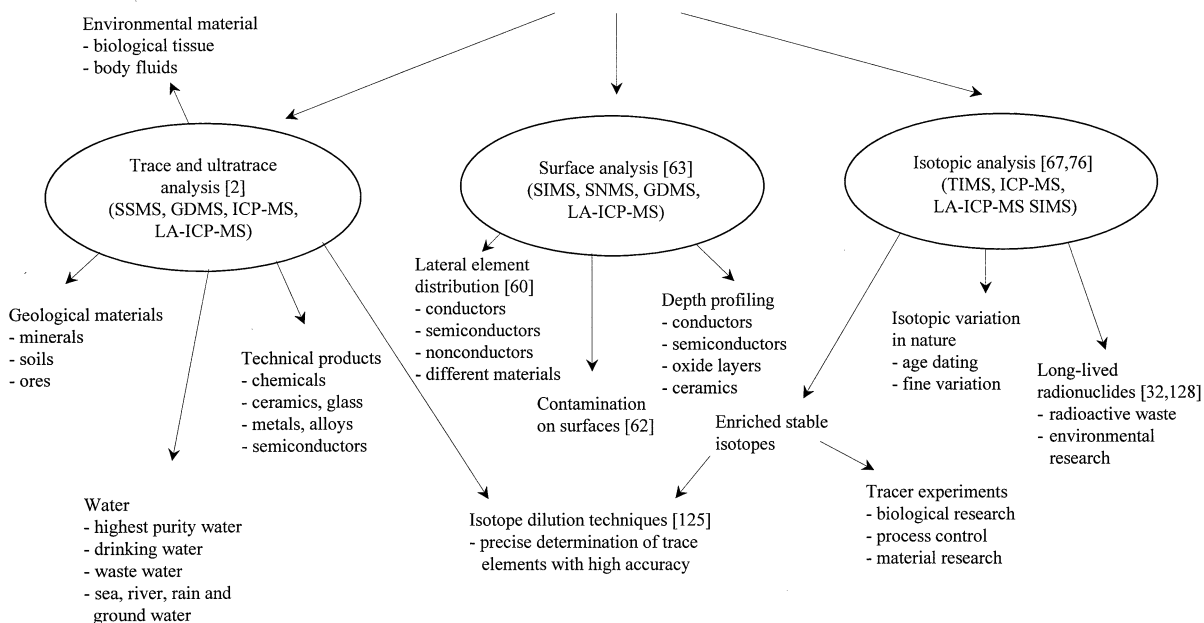 Environmental material
- biological tissue
- body fluids
Trace and ultratrace
analysis [2]
(SSMS, GDMS, ICP-MS,
LA-ICP-MS)
Surface analysis [63]
(SIMS, SNMS, GDMS,
LA-ICP-MS)
Isotopic analysis [67,76]
(TIMS, ICP-MS,
LA-ICP-MS SIMS)
Geological materials
- minerals
- soils
- ores
Technical products
- chemicals
- ceramics, glass
- metals, alloys
- semiconductors
Lateral element
distribution [60]
- conductors
- semiconductors
- nonconductors
- different materials
Contamination
on surfaces [62]
Depth profiling
- conductors
- semiconductors
- oxide layers
- ceramics
Enriched stable
isotopes
Isotopic variation
in nature
- age dating
- fine variation
Long-lived
radionuclides [32,128]
- radioactive waste
- environmental
research
Water
- highest purity water
- drinking water
- waste water
- sea, river, rain and
ground water
Isotope dilution techniques [125]
- precise determination of trace
elements with high accuracy
Tracer experiments
- biological research
- process control
- material research